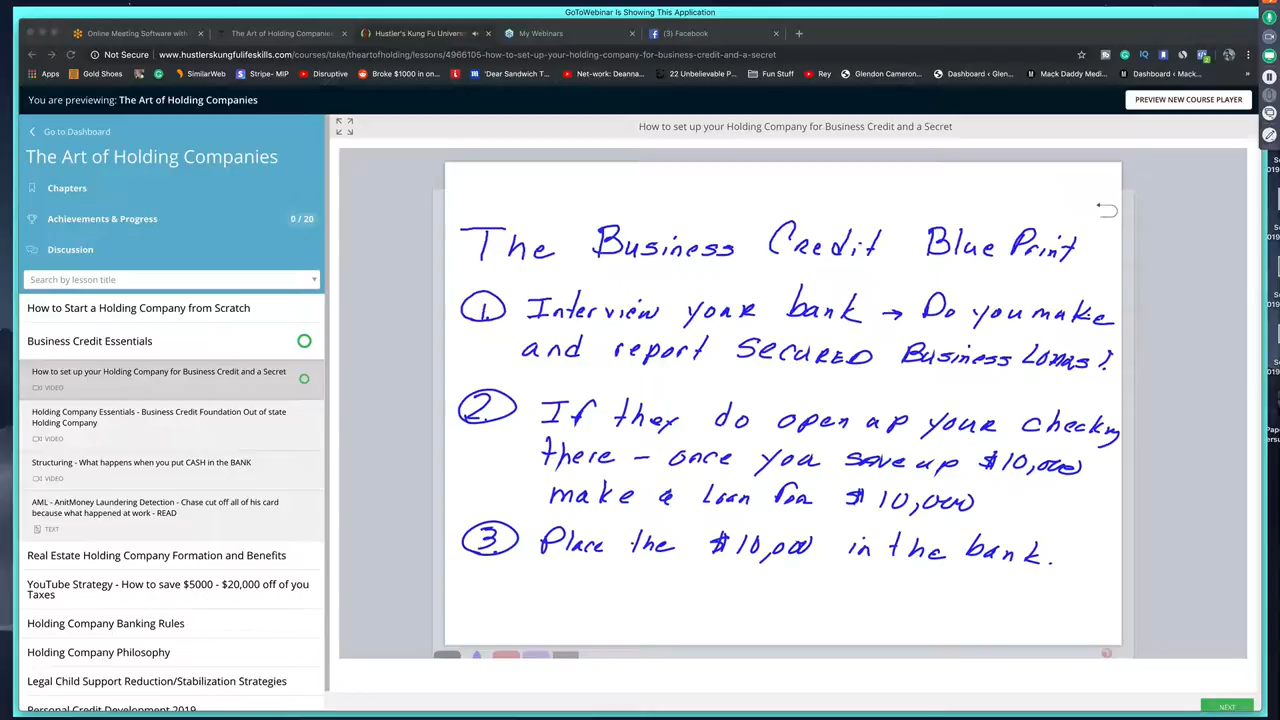 GoToWebinar Is Showing This Application
Online Meeting Software with
The Art of Holding Companies
Hustler's Kung Fu Univers
My Webinars
(3) Facebook
Not Secure
www.hustlerskungfulifeskills.com/courses/take/theartofholding/lessons/4966105-how-to-set-up-your-holding-company-for-business-credit-and-a-secret
Apps
Gold Shoes
SimilarWeb
Stripe- MIP
Disruptive
Broke $1000 in on...
'Dear Sandwich T...
Net-work: Deanna...
22 Unbelievable P...
Fun Stuff
Rey
Glendon Cameron...
Dashboard ‹ Glen...
Mack Daddy Medi...
Dashboard ‹ Mack...
You are previewing: The Art of Holding Companies
PREVIEW NEW COURSE PLAYER
Go to Dashboard
The Art of Holding Companies
Chapters
Achievements & Progress
0 / 20
Discussion
Search by lesson title
How to Start a Holding Company from Scratch
Business Credit Essentials
How to set up your Holding Company for Business Credit and a Secret
VIDEO
Holding Company Essentials - Business Credit Foundation Out of state
Holding Company
VIDEO
Structuring - What happens when you put CASH in the BANK
VIDEO
AML - AnitMoney Laundering Detection - Chase cut off all of his card
because what happened at work - READ
TEXT
Real Estate Holding Company Formation and Benefits
YouTube Strategy - How to save $5000 - $20,000 off of you
Taxes
Holding Company Banking Rules
Holding Company Philosophy
Legal Child Support Reduction/Stabilization Strategies
Personal Credit Development 2019
How to set up your Holding Company for Business Credit and a Secret
The Business Credit Blue Print
1. Interview your bank → Do you make
and report SECURED Business Loans?
2. If they do open up your checking
there - once you save up $10,000
make a loan for $10,000
3. Place the $10,000 in the bank.
NEXT